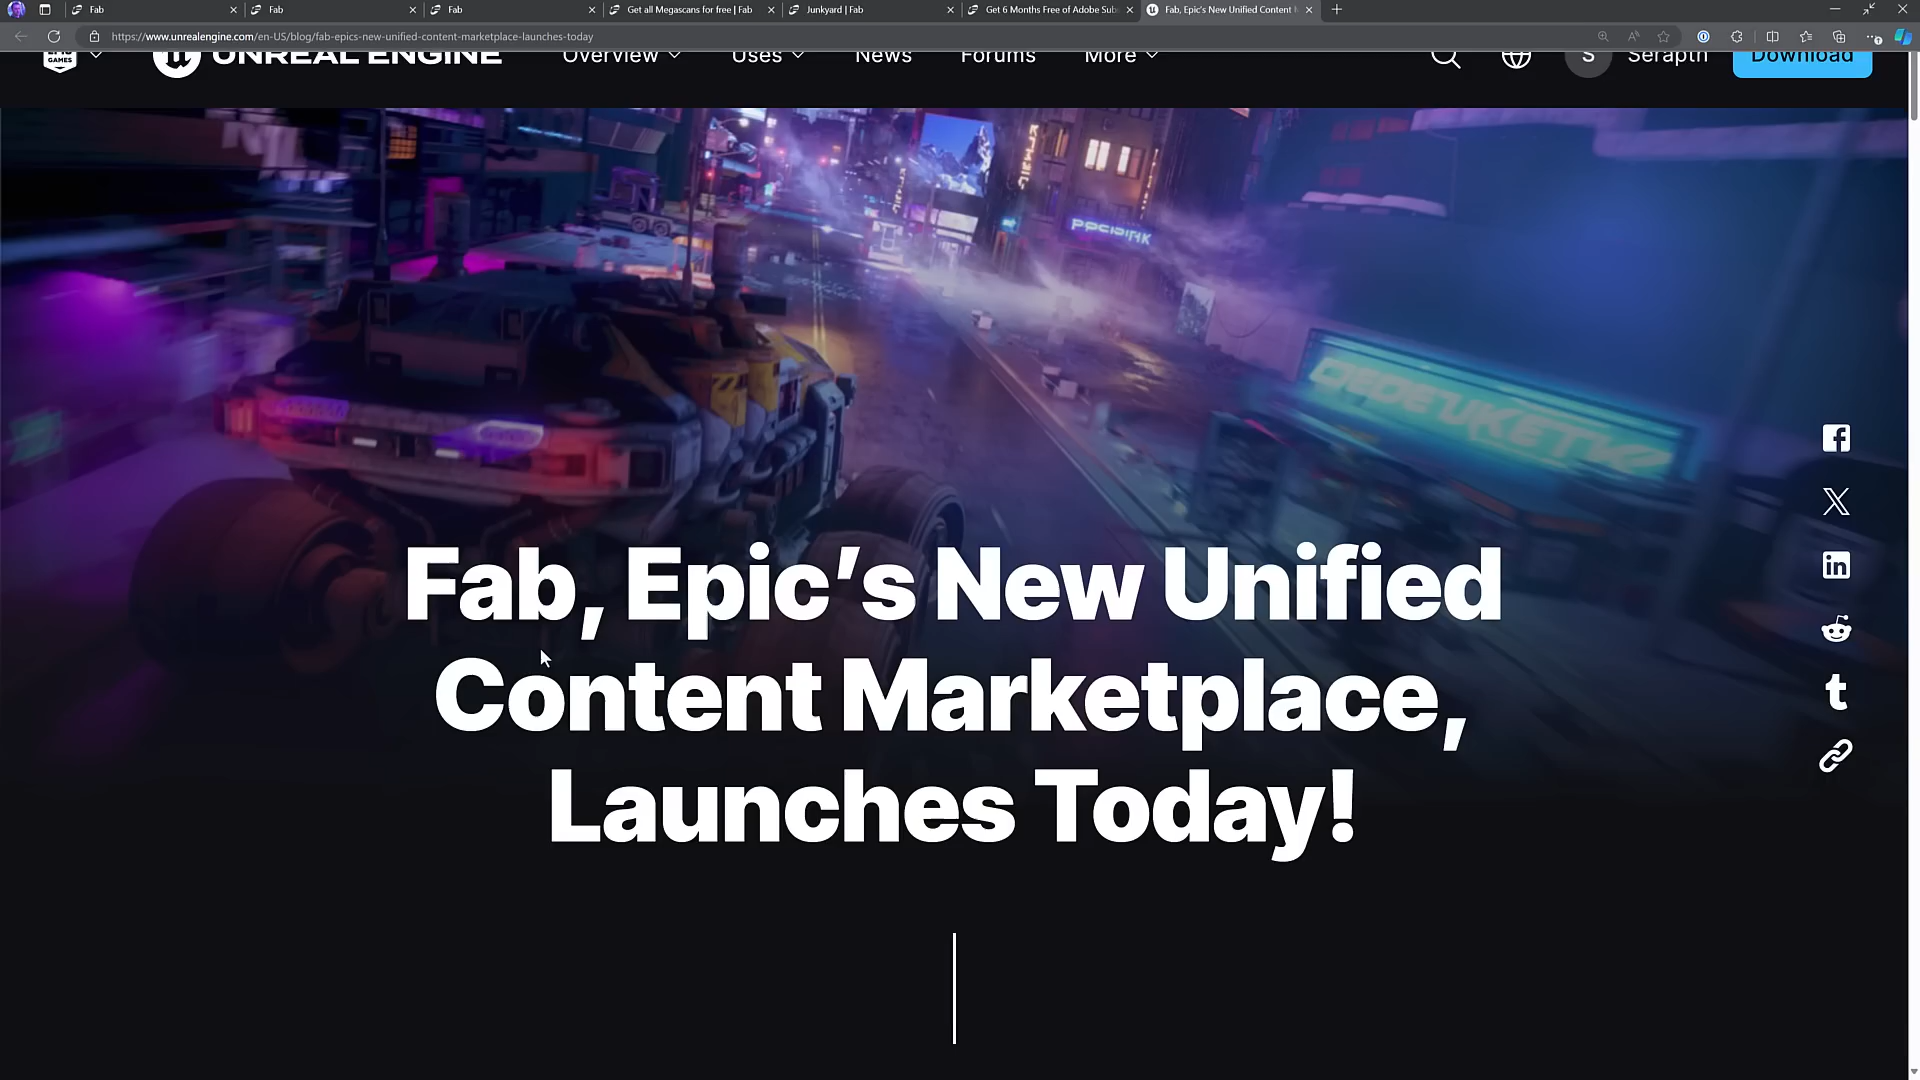 Fab
Fab
Fab
Get all Megascans for free | Fab
Junkyard | Fab
Get 6 Months Free of Adobe Sub
Fab, Epic's New Unified Content
https://www.unrealengine.com/en-US/blog/fab-epics-new-unified-content-marketplace-launches-today
GAMES
UNREAL ENGINE
Overview
Uses
News
Forums
More
S
Serapth
Download
Fab, Epic’s New Unified
Content Marketplace,
Launches Today!